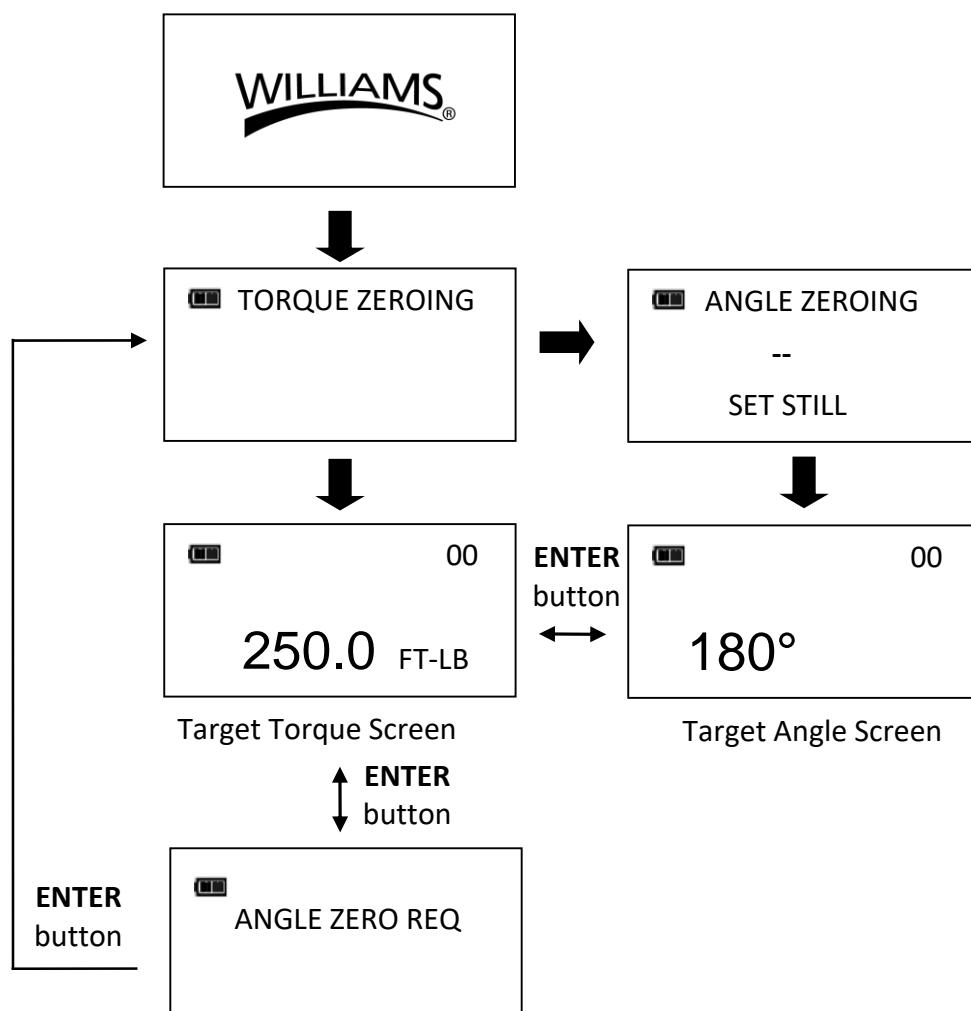 WILLIAMS®
TORQUE ZEROING
ANGLE ZEROING
--
SET STILL
00
250.0 FT-LB
ENTER
button
00
180°
Target Torque Screen
Target Angle Screen
ENTER
button
ENTER
button
ANGLE ZERO REQ